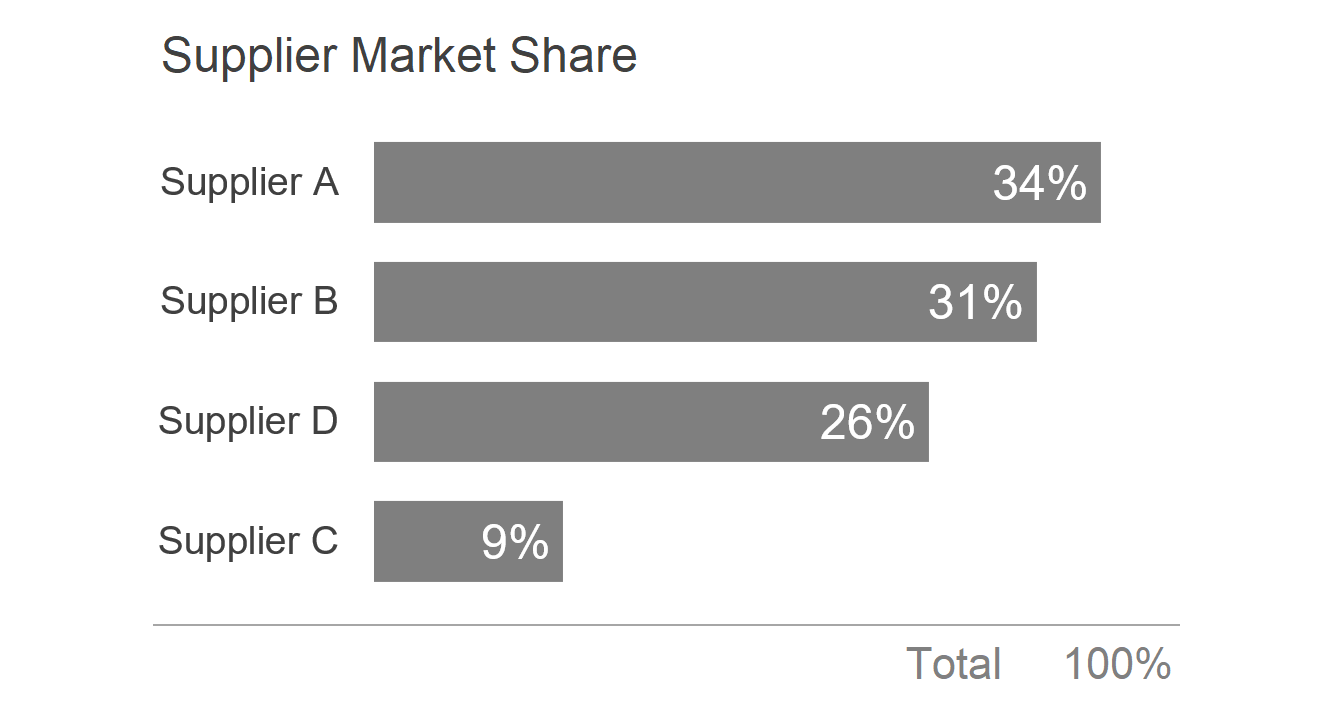 Supplier Market Share
Supplier A 34%
Supplier B 31%
Supplier D 26%
Supplier C 9%
Total 100%